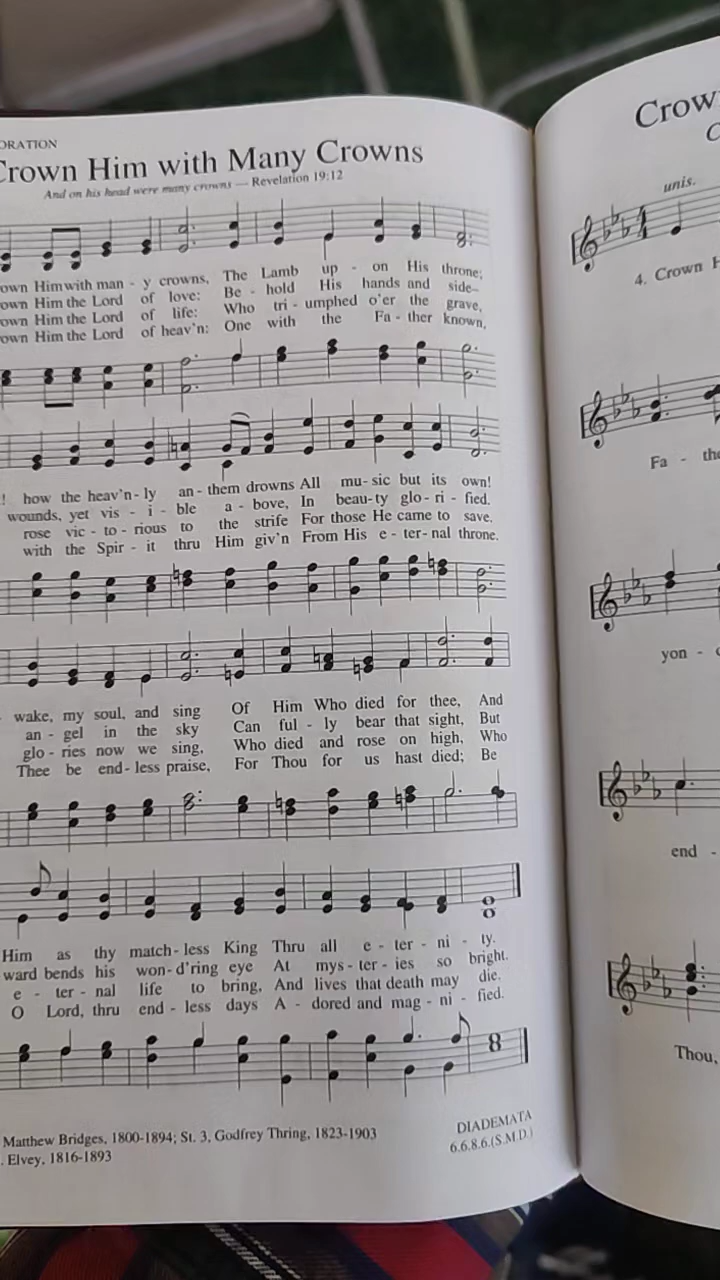 ORATION
Crown Him with Many Crowns
And on his head were many crowns — Revelation 19:12
own Him with man - y crowns, The Lamb up - on His throne;
own Him the Lord of love: Be - hold His hands and side–
own Him the Lord of life: Who tri - umphed o'er the grave,
own Him the Lord of heav'n: One with the Fa - ther known,
! how the heav'n - ly an - them drowns All mu - sic but its own!
wounds, yet vis - i - ble a - bove, In beau - ty glo - ri - fied.
rose vic - to - rious to the strife For those He came to save,
with the Spir - it thru Him giv'n From His e - ter - nal throne.
wake, my soul, and sing Of Him Who died for thee, And
an - gel in the sky Can ful - ly bear that sight, But
glo - ries now we sing, Who died and rose on high, Who
Thee be end - less praise, For Thou for us hast died; Be
Him as thy match - less King Thru all e - ter - ni - ty.
ward bends his won - d'ring eye At mys - ter - ies so bright.
e - ter - nal life to bring, And lives that death may die.
O Lord, thru end - less days A - dored and mag - ni - fied.
Matthew Bridges, 1800-1894; St. 3, Godfrey Thring, 1823-1903
. Elvey, 1816-1893
DIADEMATA
6.6.8.6.(S.M.D.)
Crow
C
unis.
4. Crown H
Fa - the
yon -
end -
Thou,